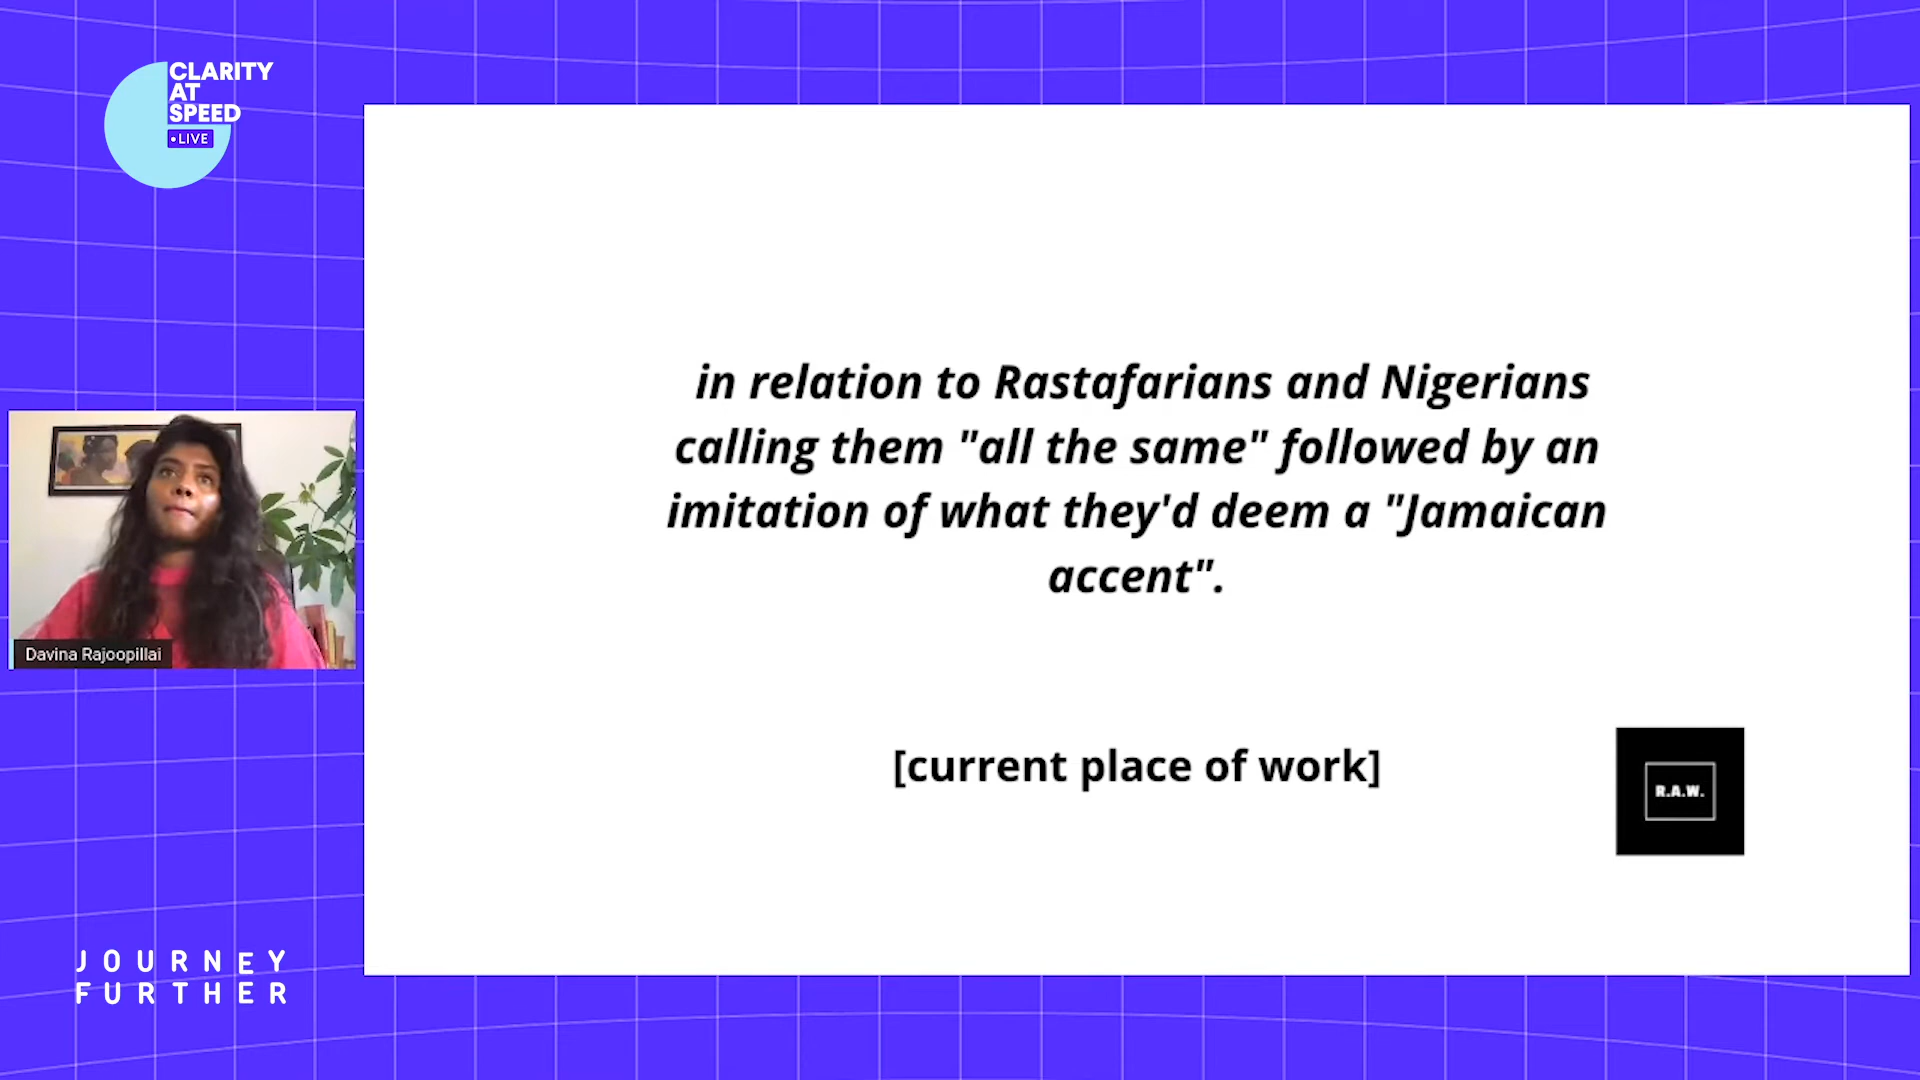 CLARITY
AT
SPEED
•LIVE
in relation to Rastafarians and Nigerians
calling them "all the same" followed by an
imitation of what they'd deem a "Jamaican
accent".
Davina Rajoopillai
[current place of work]
R.A.W.
JOURNEY
FURTHER